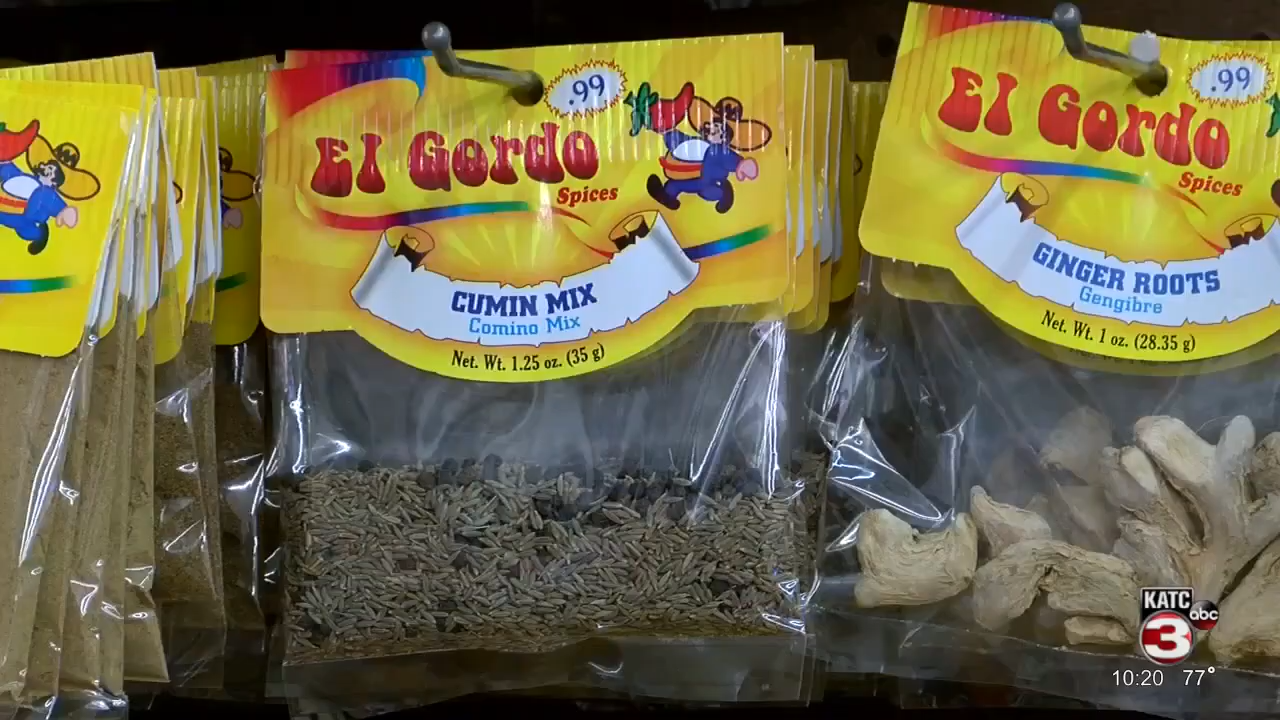 .99
El Gordo
Spices
CUMIN MIX
Comino Mix
Net. Wt. 1.25 oz. (35 g)
.99
El Gordo
Spices
GINGER ROOTS
Gengibre
Net. Wt. 1 oz. (28.35 g)
KATC
abc
3
10:20 77°